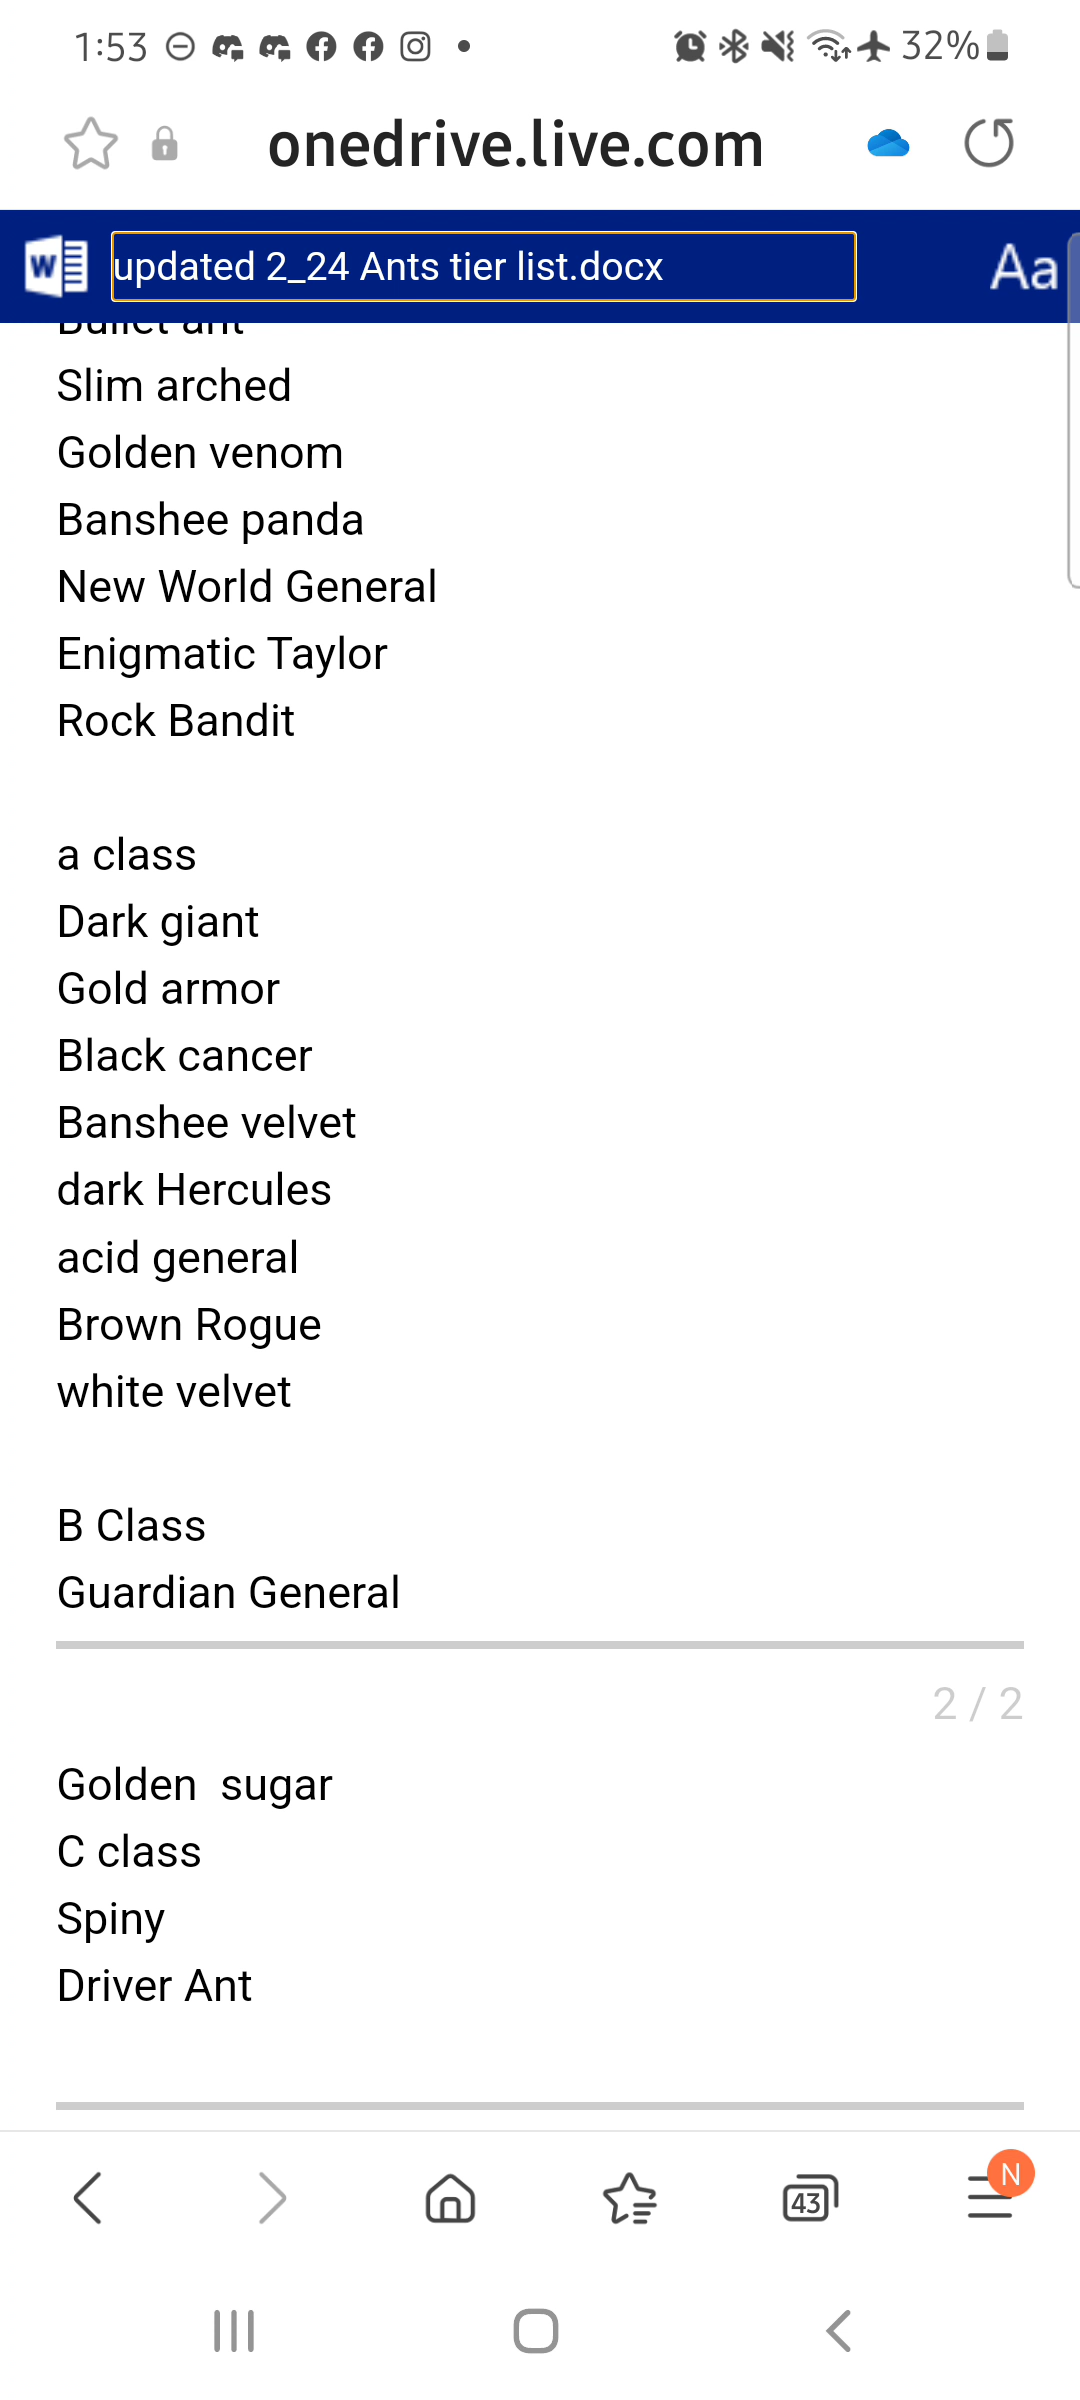 1:53
32%
onedrive.live.com
W
updated 2_24 Ants tier list.docx
Aa
Bullet ant
Slim arched
Golden venom
Banshee panda
New World General
Enigmatic Taylor
Rock Bandit
a class
Dark giant
Gold armor
Black cancer
Banshee velvet
dark Hercules
acid general
Brown Rogue
white velvet
B Class
Guardian General
2 / 2
Golden  sugar
C class
Spiny
Driver Ant
43
N